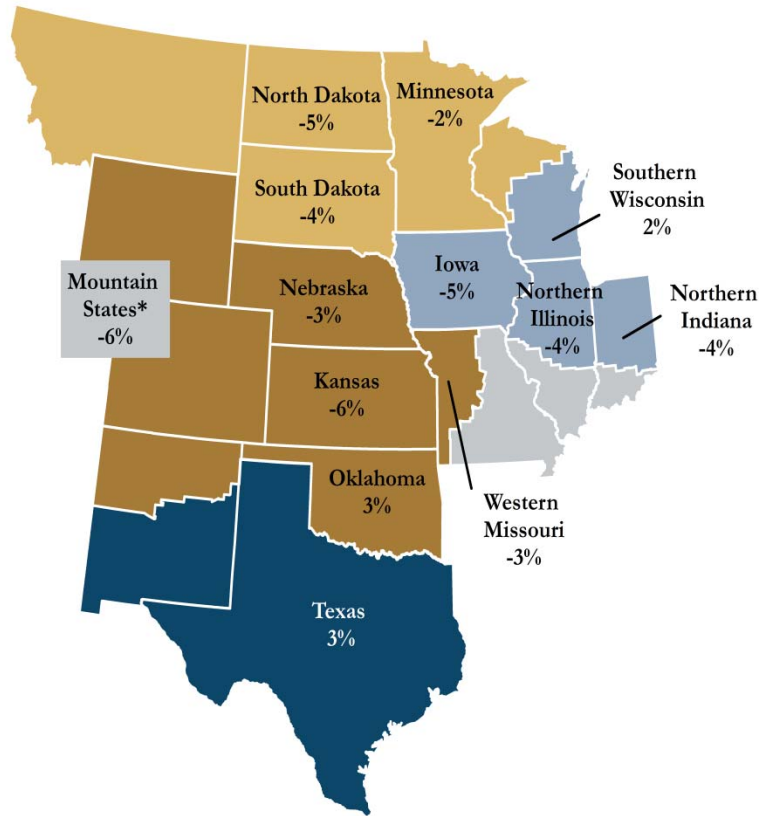 North Dakota
-5%
Minnesota
-2%
South Dakota
-4%
Southern
Wisconsin
2%
Mountain
States*
-6%
Nebraska
-3%
Iowa
-5%
Northern
Illinois
-4%
Northern
Indiana
-4%
Kansas
-6%
Oklahoma
3%
Western
Missouri
-3%
Texas
3%